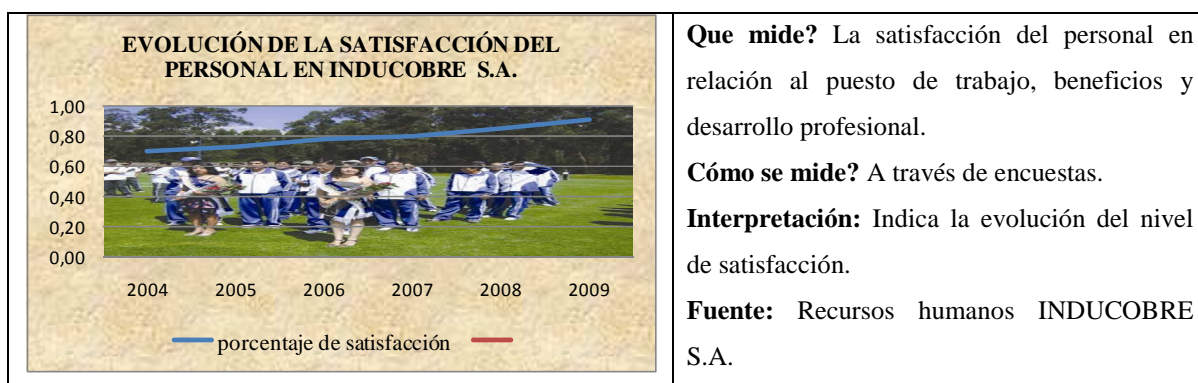 EVOLUCIÓN DE LA SATISFACCIÓN DEL
PERSONAL EN INDUCOBRE S.A.
1,00
0,80
0,60
0,40
0,20
0,00
2004 2005 2006 2007 2008 2009
porcentaje de satisfacción
Que mide? La satisfacción del personal en
relación al puesto de trabajo, beneficios y
desarrollo profesional.
Cómo se mide? A través de encuestas.
Interpretación: Indica la evolución del nivel
de satisfacción.
Fuente: Recursos humanos INDUCOBRE
S.A.